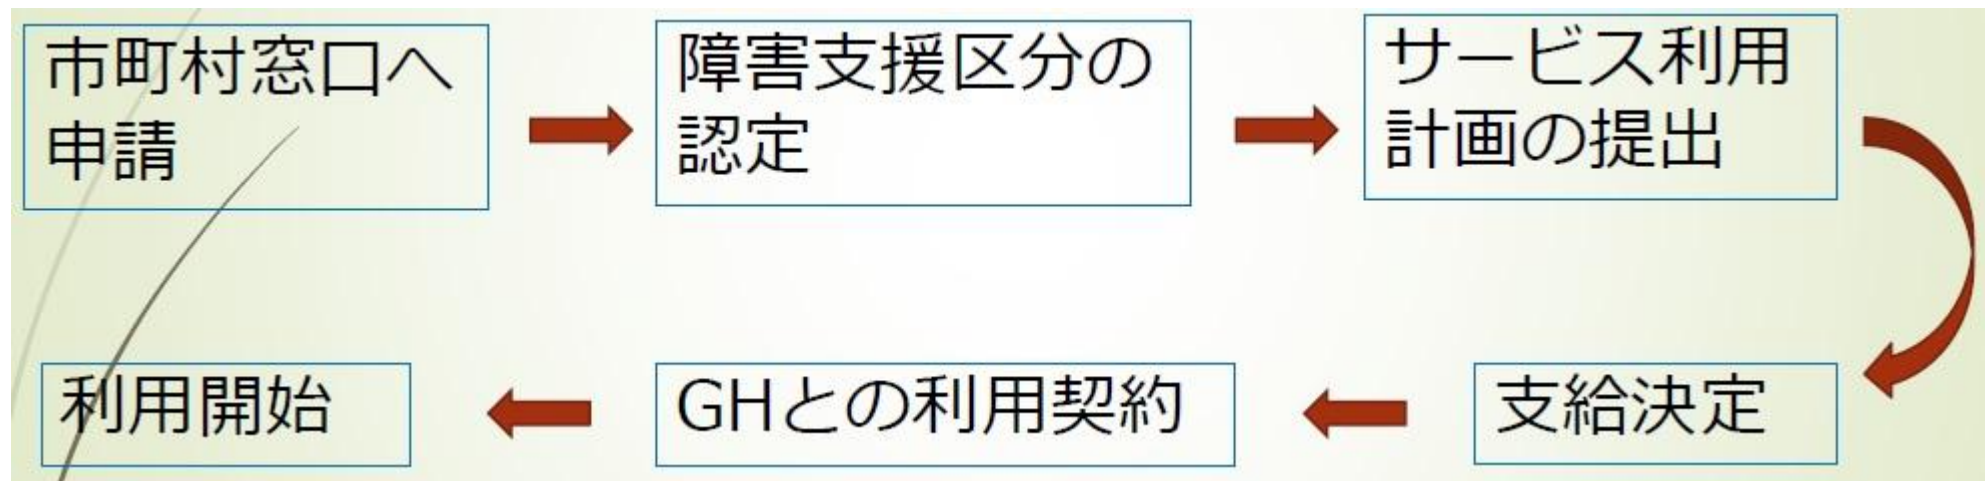 市町村窓口へ
申請
障害支援区分の
認定
サービス利用
計画の提出
支給決定
GHとの利用契約
利用開始